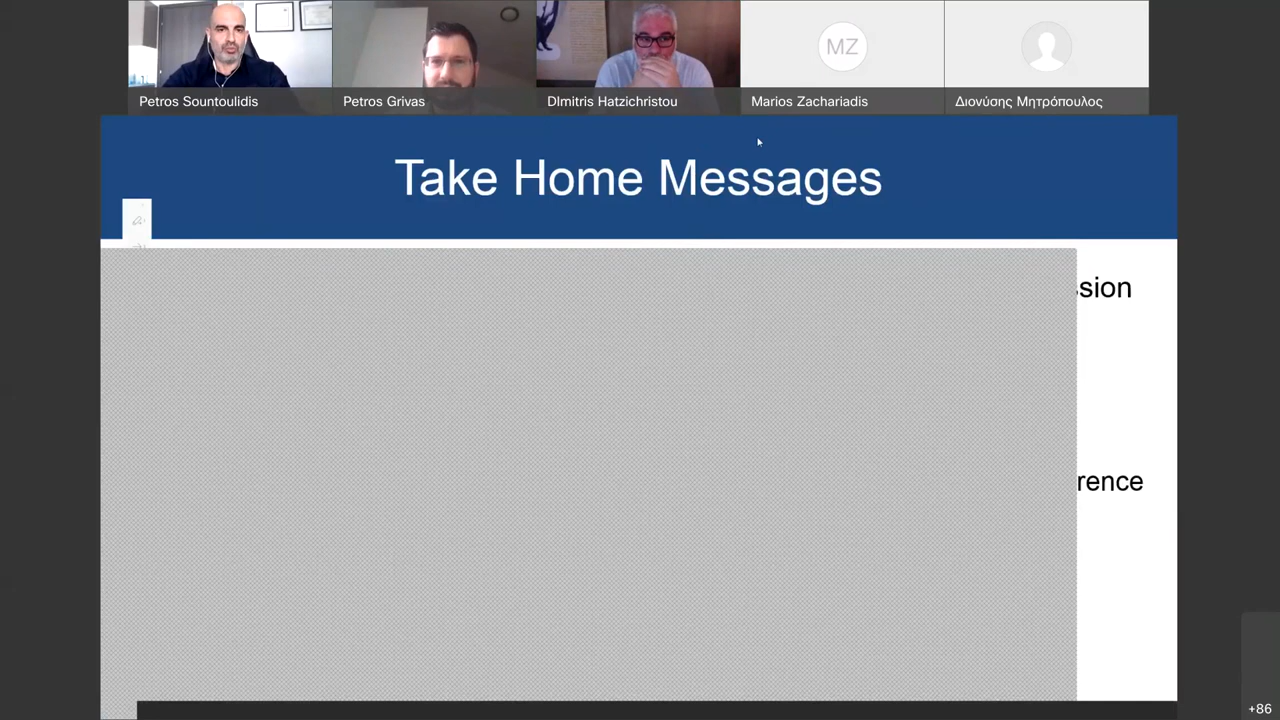 Petros Sountoulidis
Petros Grivas
DImitris Hatzichristou
MZ
Marios Zachariadis
Διονύσης Μητρόπουλος
Take Home Messages
ssion
rence
+86